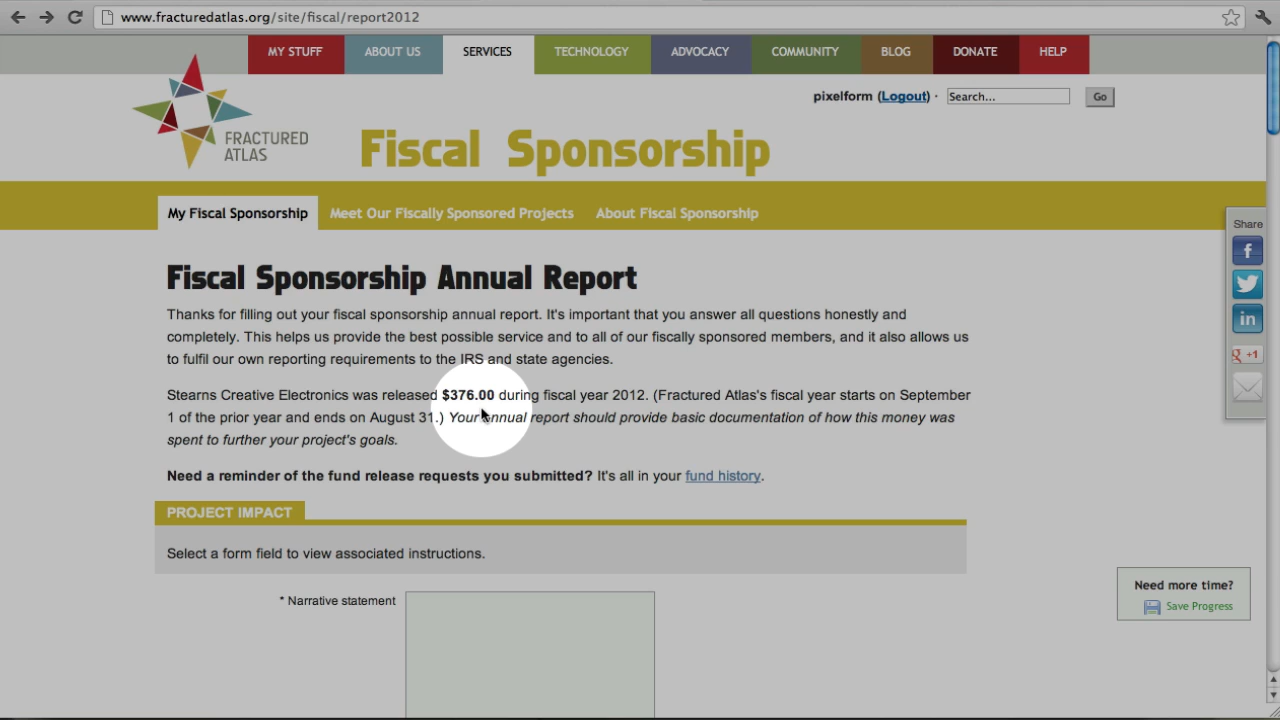 www.fracturedatlas.org/site/fiscal/report2012
MY STUFF ABOUT US SERVICES TECHNOLOGY ADVOCACY COMMUNITY BLOG DONATE HELP
pixelform (Logout) · Search... Go
FRACTURED
ATLAS
Fiscal Sponsorship
My Fiscal Sponsorship Meet Our Fiscally Sponsored Projects About Fiscal Sponsorship
Share
f
in
g +1
Fiscal Sponsorship Annual Report
Thanks for filling out your fiscal sponsorship annual report. It's important that you answer all questions honestly and
completely. This helps us provide the best possible service and to all of our fiscally sponsored members, and it also allows us
to fulfil our own reporting requirements to the IRS and state agencies.
Stearns Creative Electronics was released $376.00 during fiscal year 2012. (Fractured Atlas's fiscal year starts on September
1 of the prior year and ends on August 31.) Your annual report should provide basic documentation of how this money was
spent to further your project's goals.
Need a reminder of the fund release requests you submitted? It's all in your fund history.
PROJECT IMPACT
Select a form field to view associated instructions.
* Narrative statement
Need more time?
Save Progress